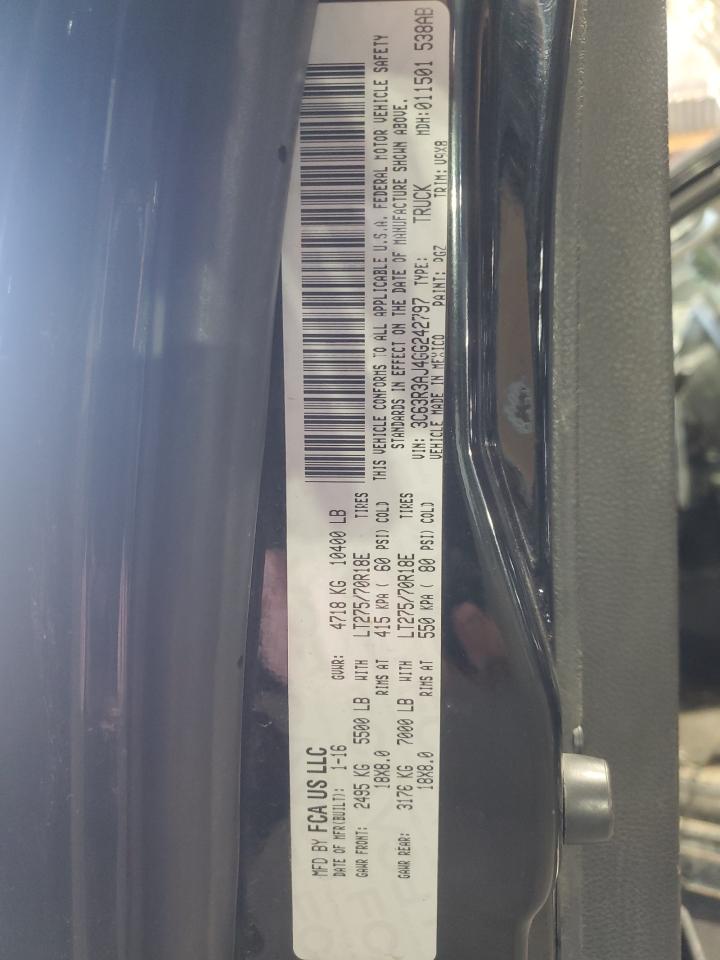 MFD BY FCA US LLC
DATE OF MFR(BUILT): 1-16 GVWR: 4718 KG 10400 LB
GAWR FRONT: 2495 KG 5500 LB WITH LT275/70R18E TIRES
18X8.0 RIMS AT 415 KPA ( 60 PSI) COLD
GAWR REAR: 3176 KG 7000 LB WITH LT275/70R18E TIRES
18X8.0 RIMS AT 550 KPA ( 80 PSI) COLD
THIS VEHICLE CONFORMS TO ALL APPLICABLE U.S.A. FEDERAL MOTOR VEHICLE SAFETY
STANDARDS IN EFFECT ON THE DATE OF MANUFACTURE SHOWN ABOVE.
VIN: 3C63R3AJ4GG242797 TYPE: TRUCK MDH:011501 538AB
VEHICLE MADE IN MEXICO PAINT: PGZ TRIM: V9X8